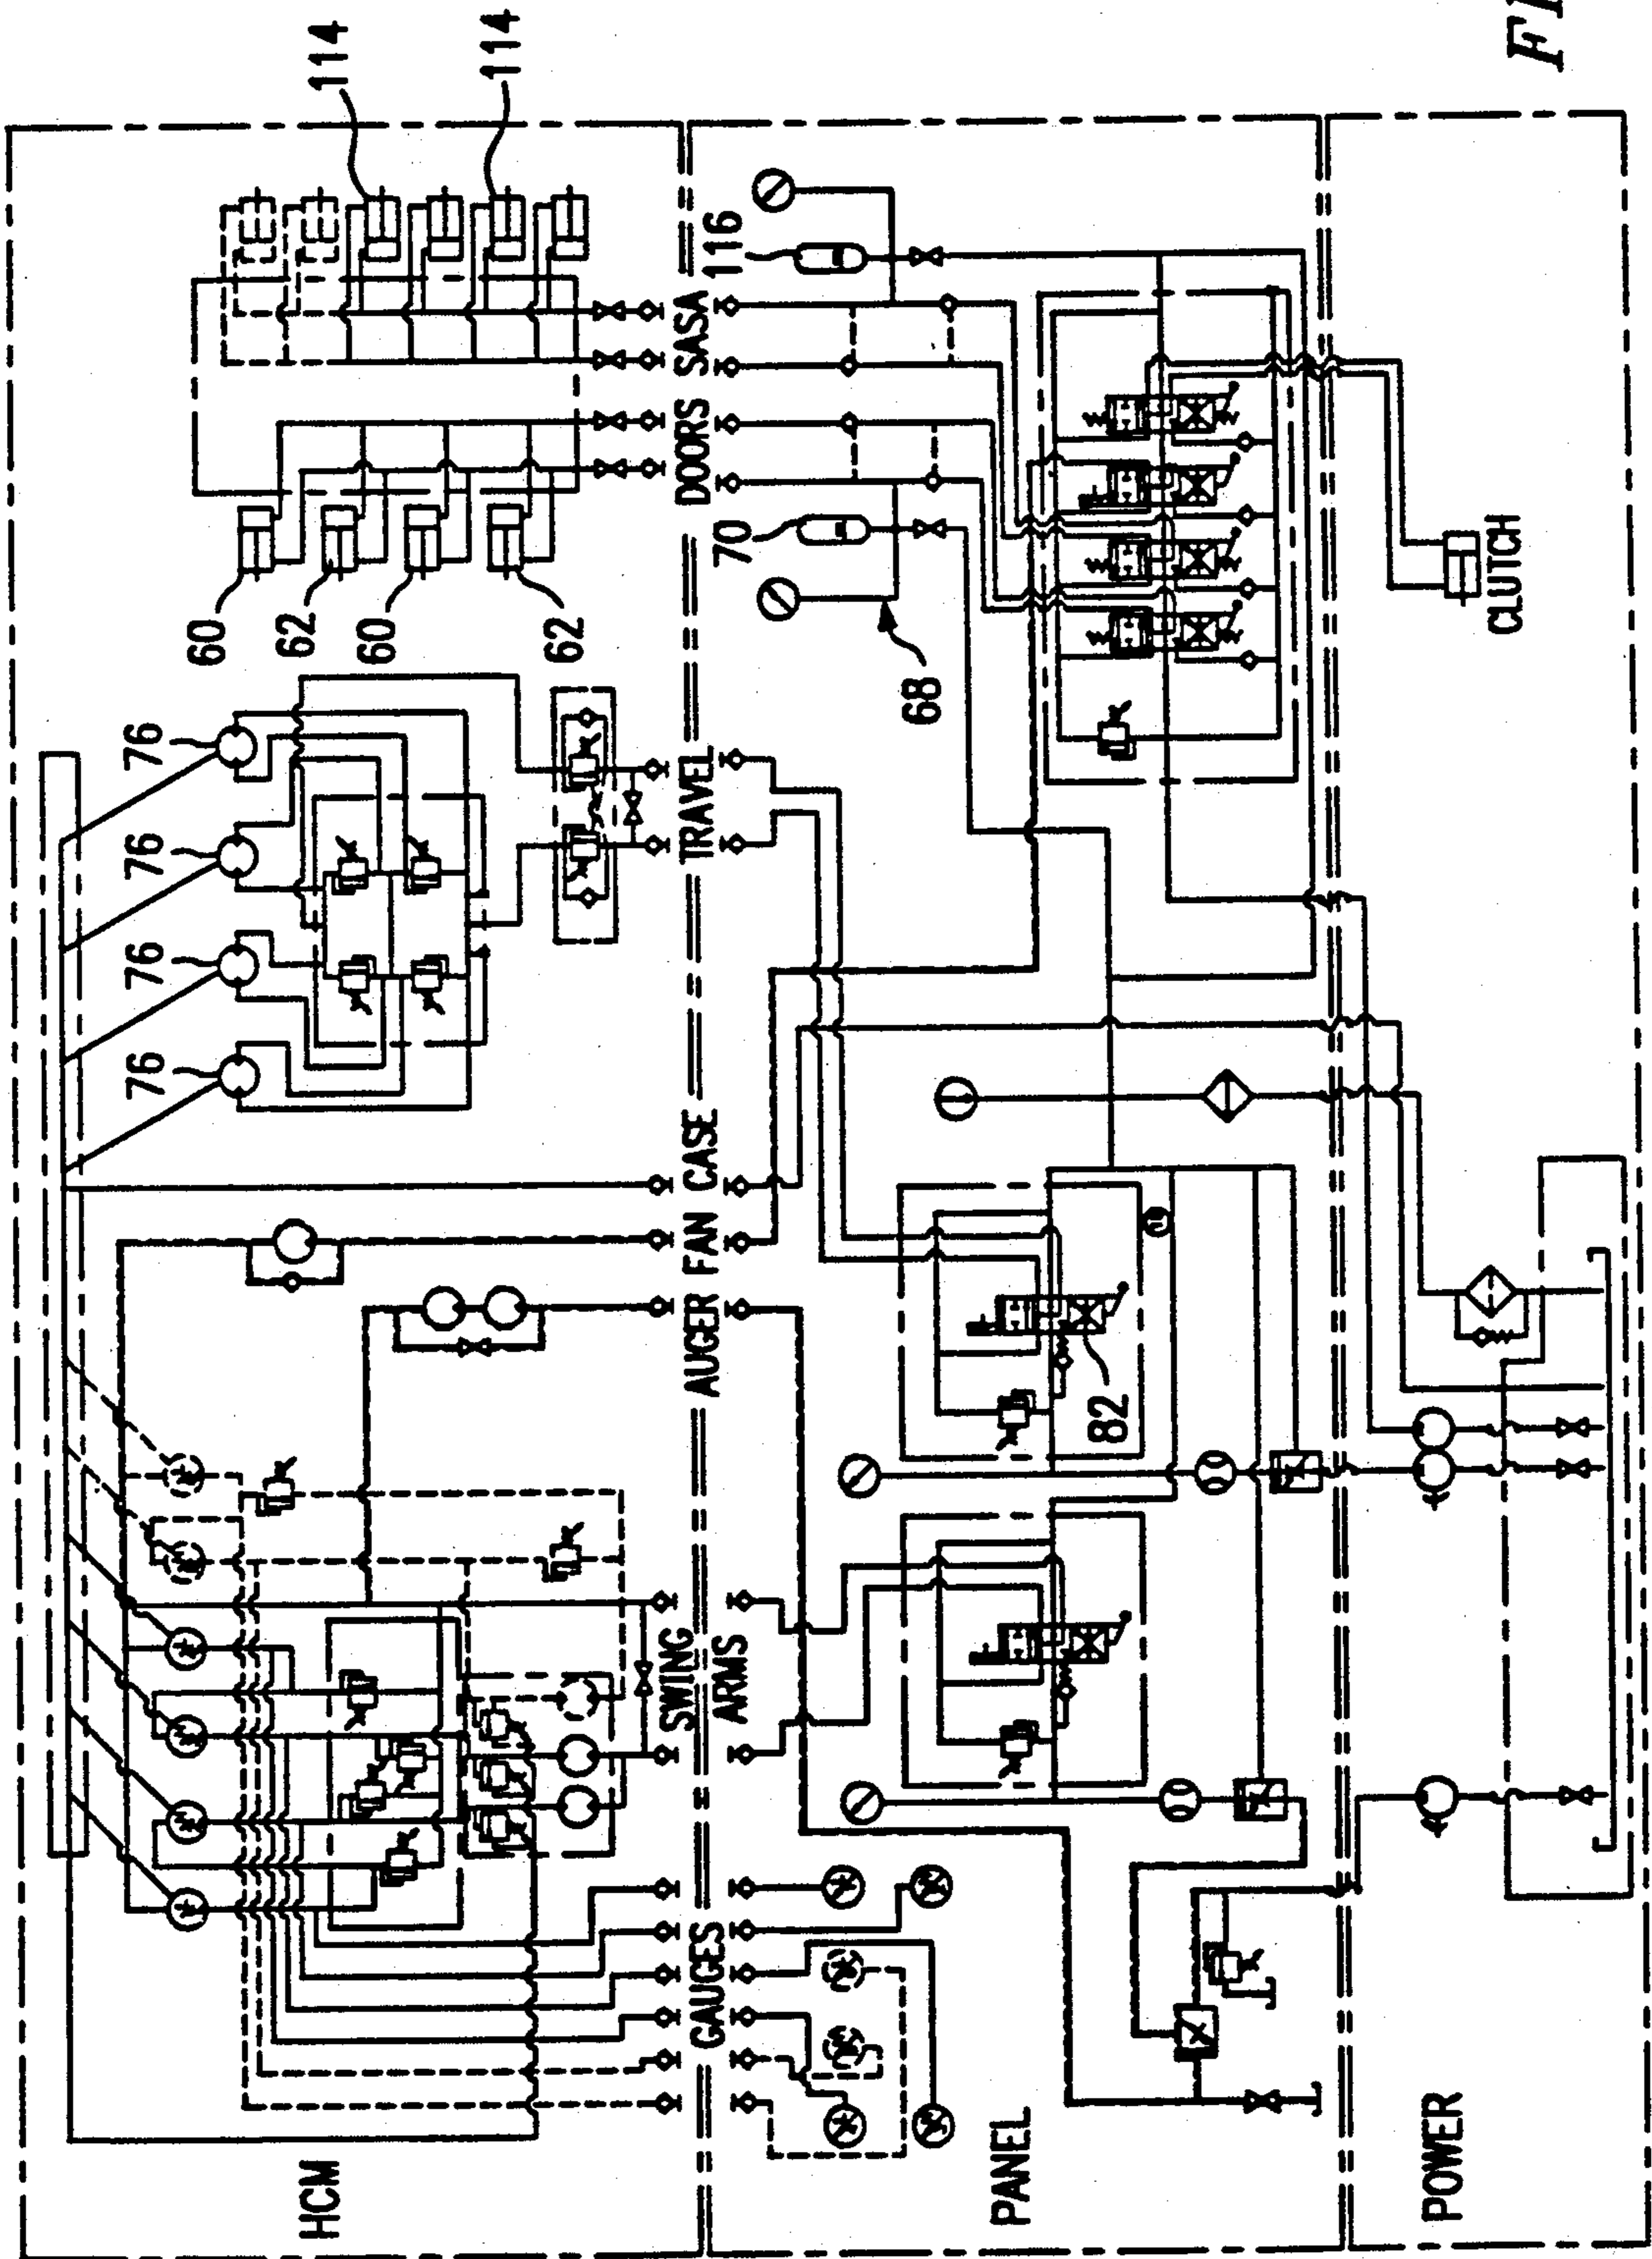 FI
114
114
60
62
60
62
76
76
76
76
116
70
68
82
SASA
DOORS
TRAVEL
CASE
FAN
AUGER
SWING
ARMS
GAUGES
CLUTCH
HCM
PANEL
POWER